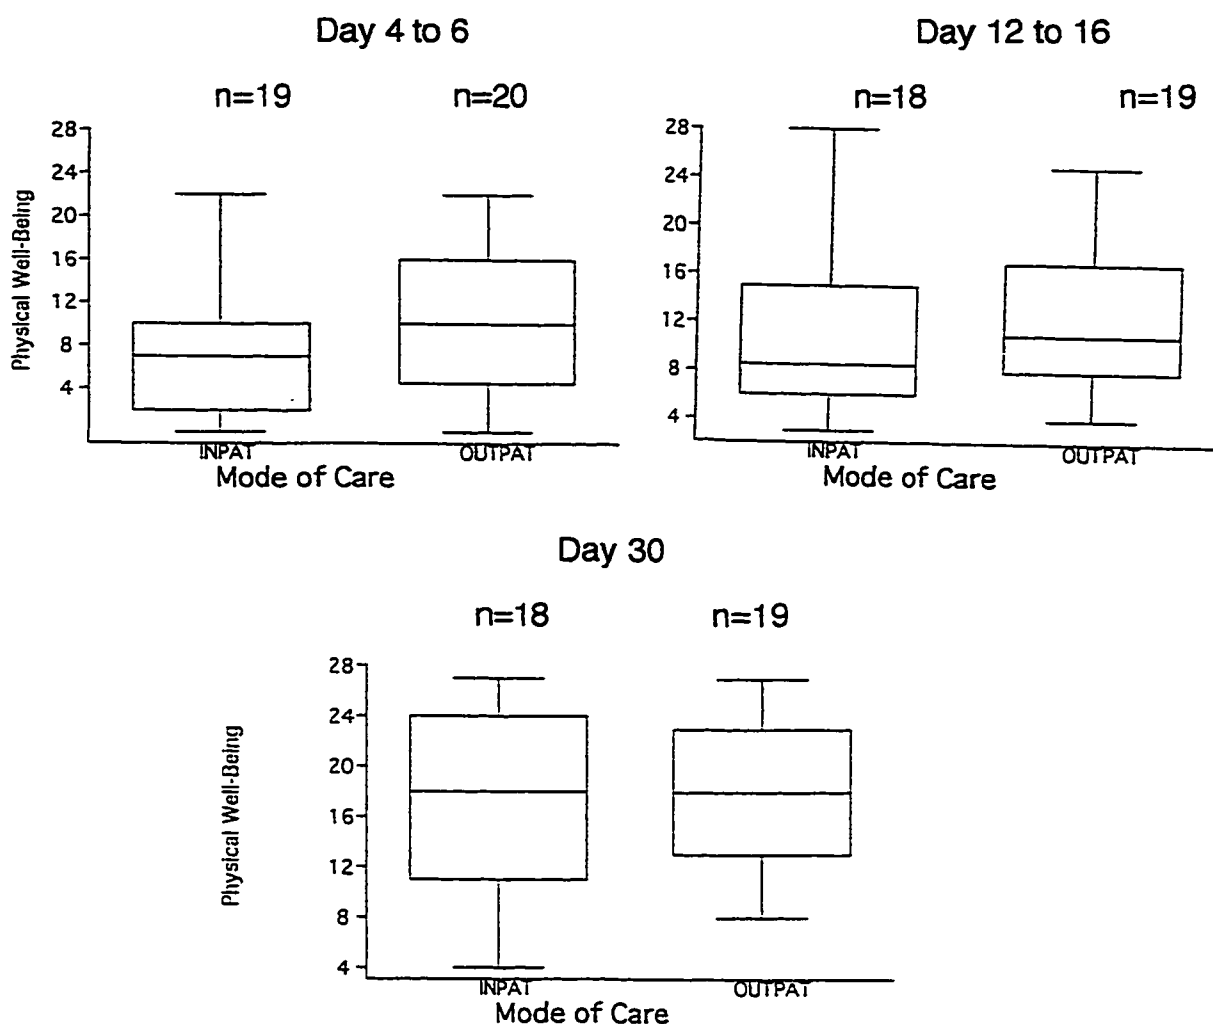 Day 4 to 6
n=19 n=20
28
24
20
16
12
8
4
Physical Well-Being
INPAT OUTPAT
Mode of Care
Day 12 to 16
n=18 n=19
28
24
20
16
12
8
4
INPAT OUTPAT
Mode of Care
Day 30
n=18 n=19
28
24
20
16
12
8
4
Physical Well-Being
INPAT OUTPAT
Mode of Care